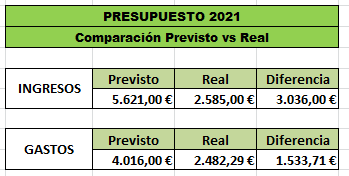 PRESUPUESTO 2021
Comparación Previsto vs Real
INGRESOS Previsto Real Diferencia
5.621,00 € 2.585,00 € 3.036,00 €
GASTOS Previsto Real Diferencia
4.016,00 € 2.482,29 € 1.533,71 €